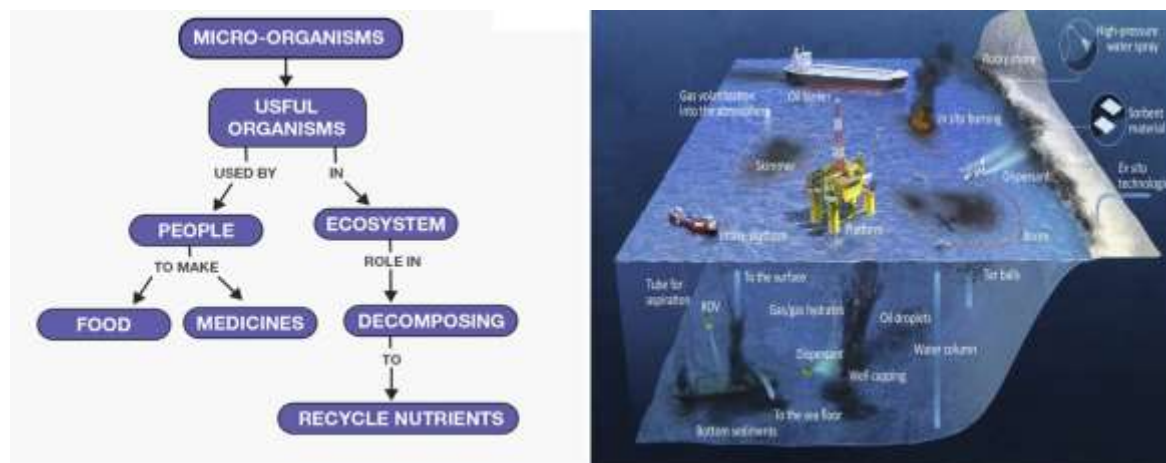 MICRO-ORGANISMS
USFUL
ORGANISMS
USED BY
IN
PEOPLE
ECOSYSTEM
TO MAKE
ROLE IN
FOOD
MEDICINES
DECOMPOSING
TO
RECYCLE NUTRIENTS
High-pressure
water spray
Rocky shore
Gas volatilization
into the atmosphere
Oil tanker
In situ burning
Sorbent
material
Skimmer
Dispersant
Ex situ
technologi
platform
Platform
Boom
Tube for
aspiration
To the surface
Tar balls
ROV
Gas/gas hydrates
Oil droplets
Water column
Dispersant
Well capping
To the sea floor
Bottom sediments